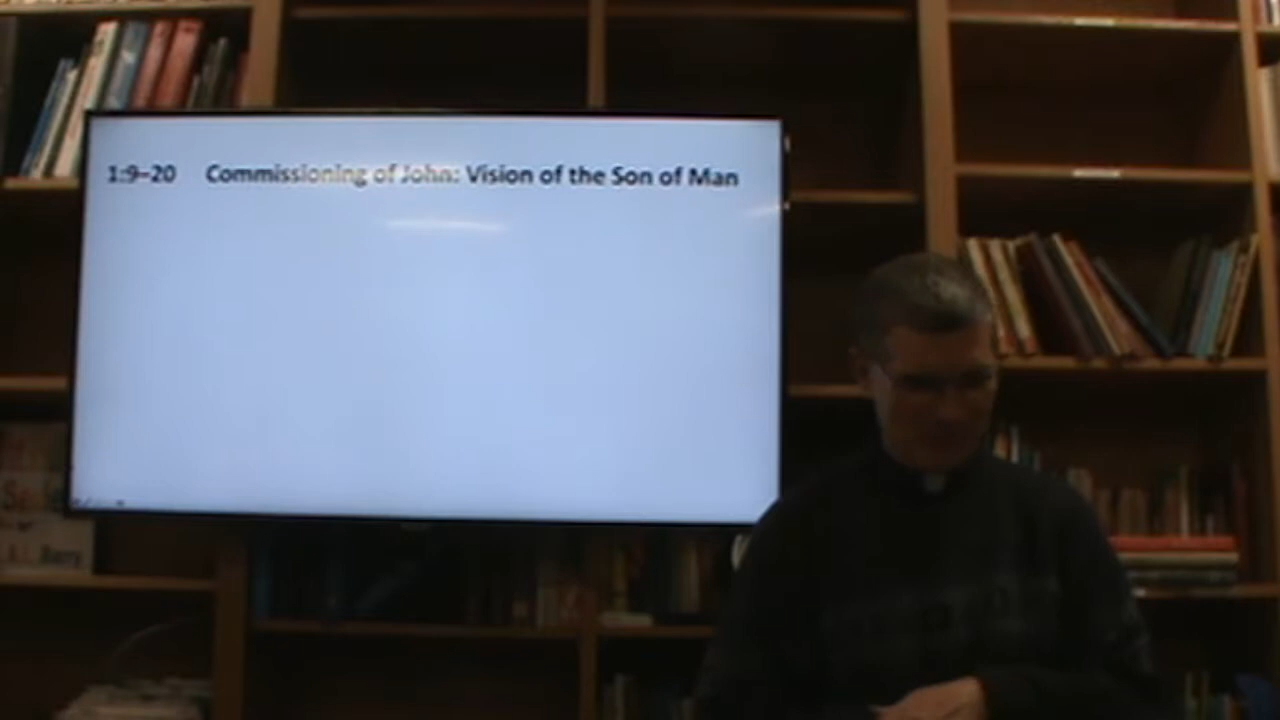 1:9–20 Commissioning of John: Vision of the Son of Man